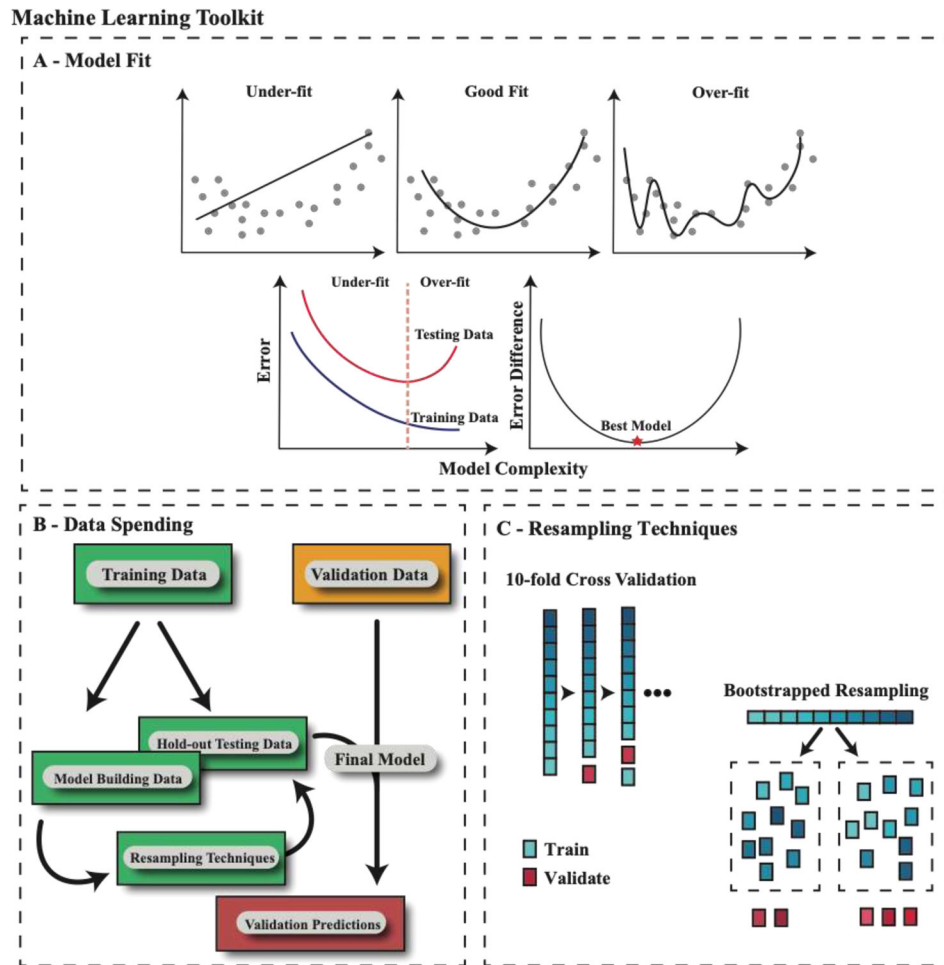 Machine Learning Toolkit
A - Model Fit
Under-fit
Good Fit
Over-fit
Under-fit
Over-fit
Testing Data
Training Data
Error
Error Difference
Best Model
Model Complexity
B - Data Spending
Training Data
Validation Data
Hold-out Testing Data
Model Building Data
Final Model
Resampling Techniques
Validation Predictions
C - Resampling Techniques
10-fold Cross Validation
Bootstrapped Resampling
Train
Validate